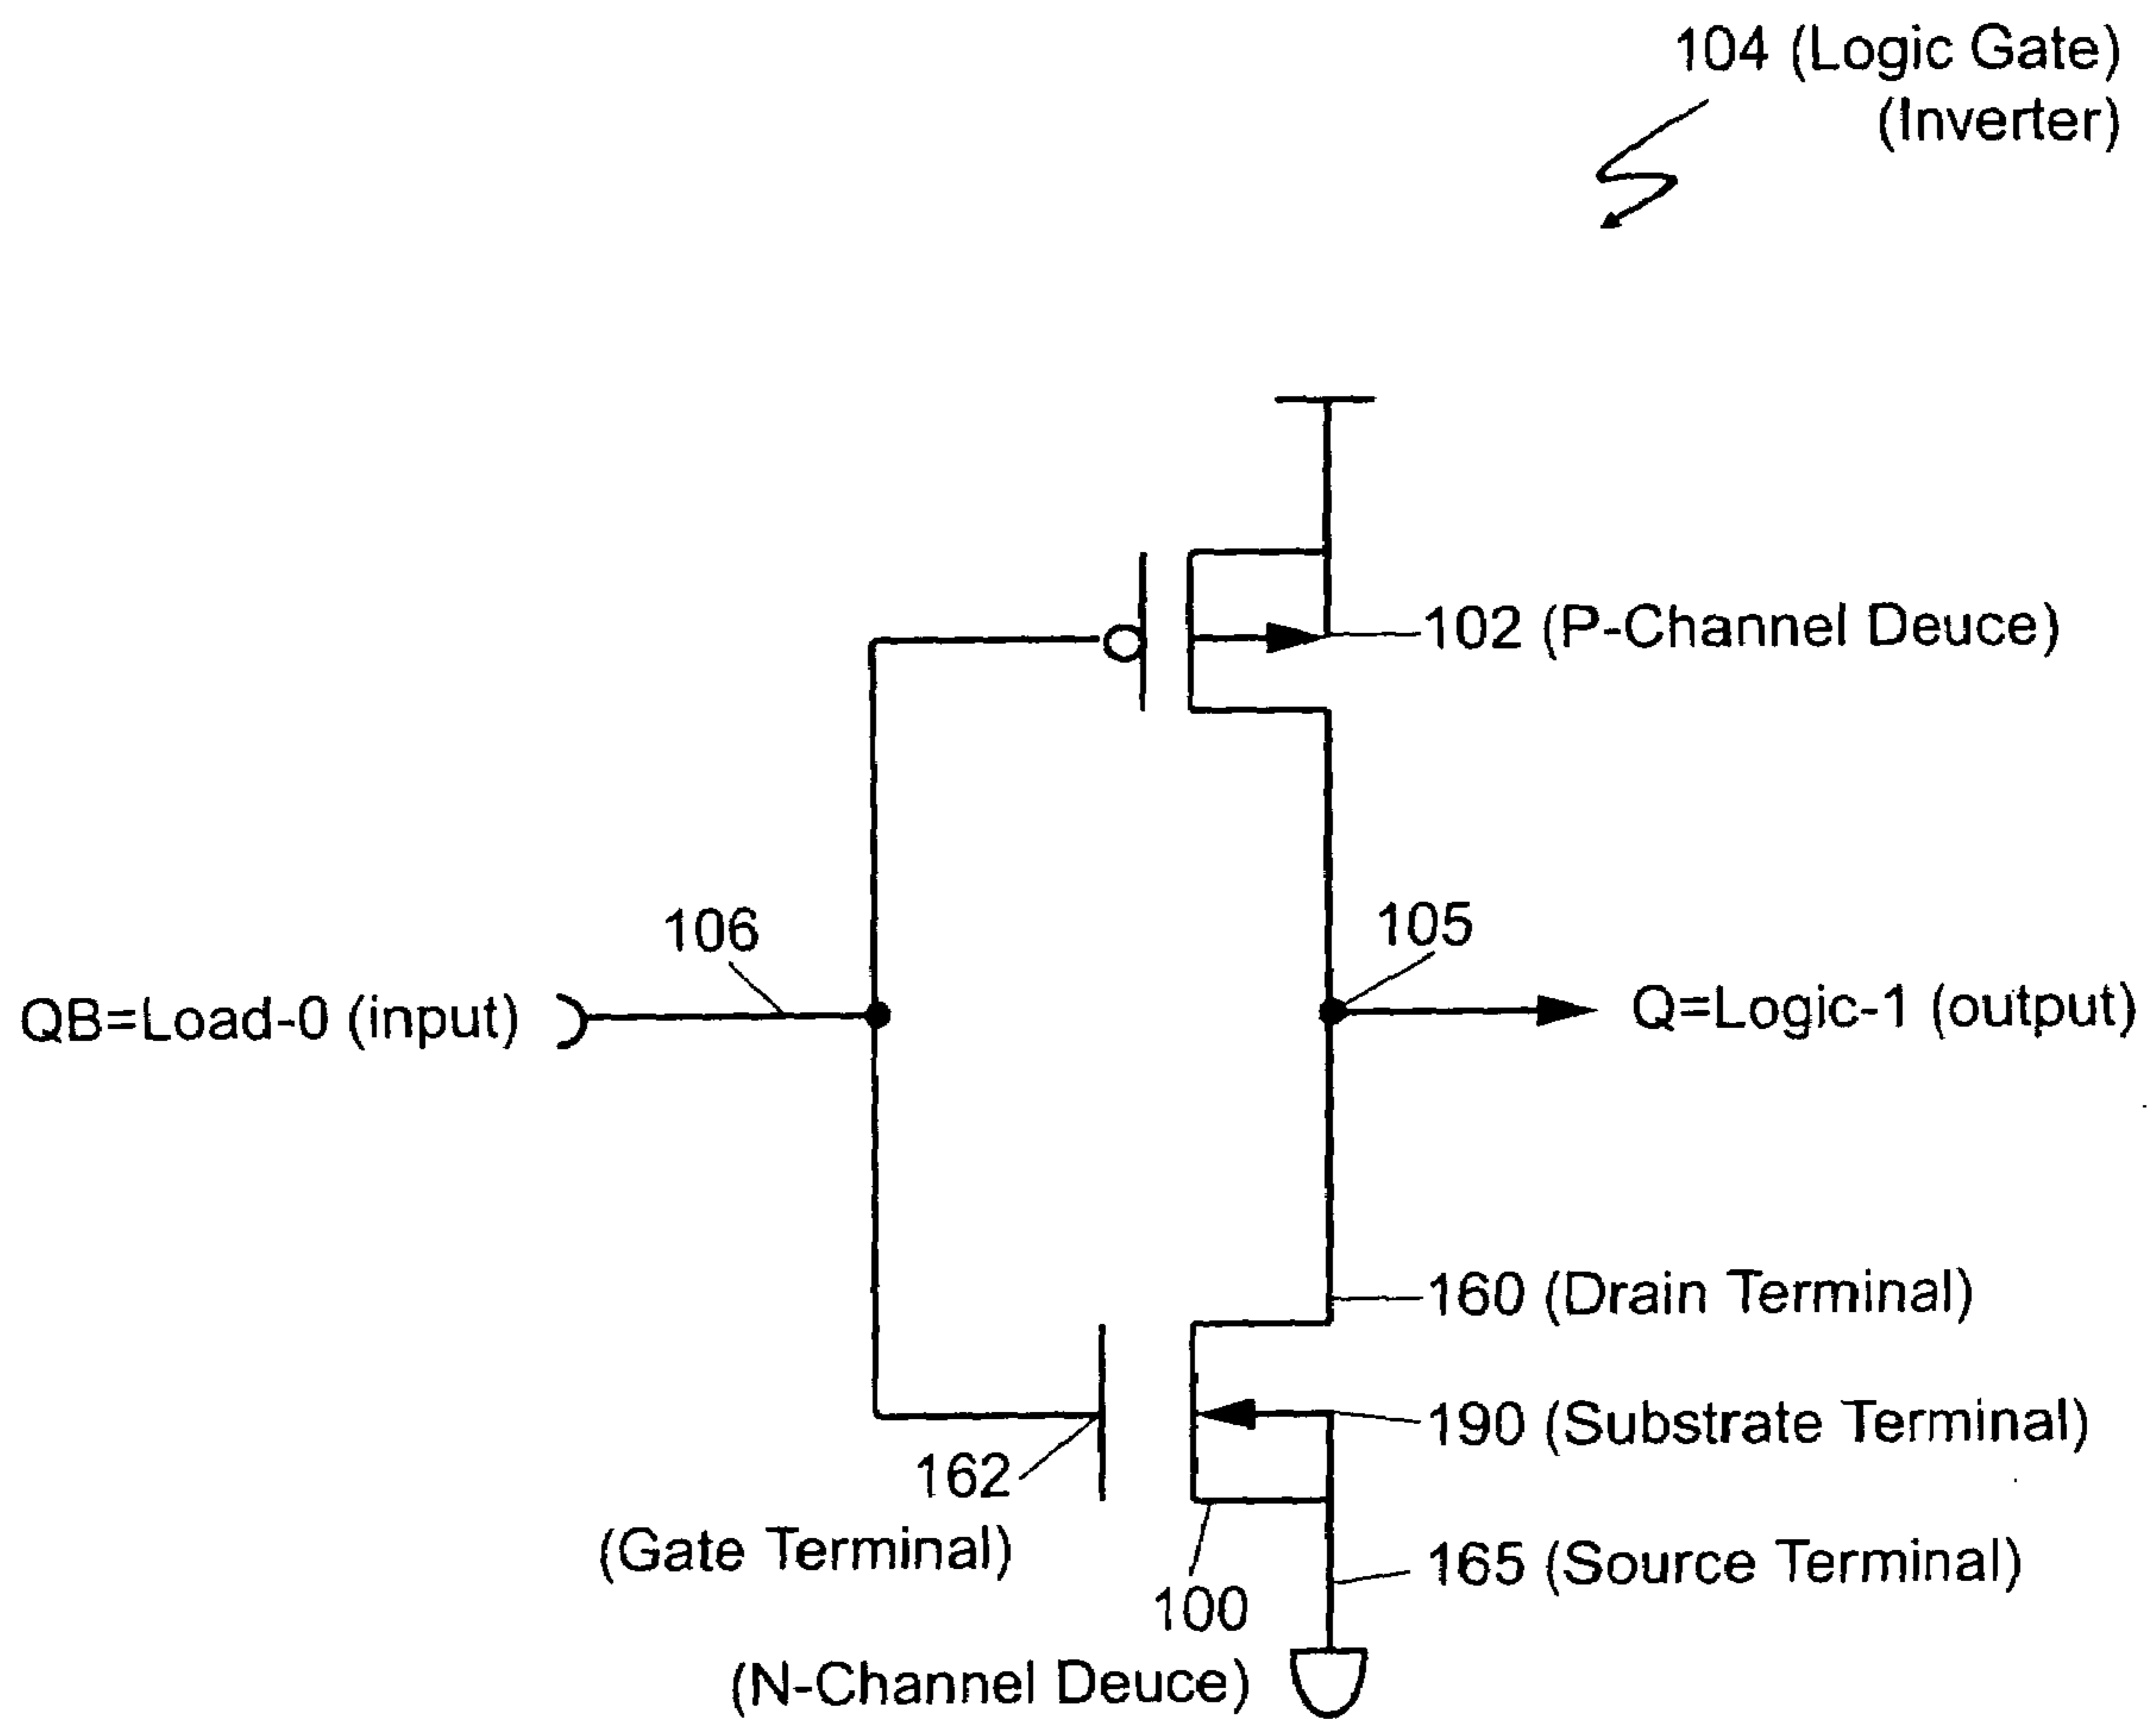 104 (Logic Gate)
(Inverter)
102 (P-Channel Deuce)
106
105
QB=Load-0 (input)
Q=Logic-1 (output)
160 (Drain Terminal)
190 (Substrate Terminal)
162
(Gate Terminal)
165 (Source Terminal)
100
(N-Channel Deuce)